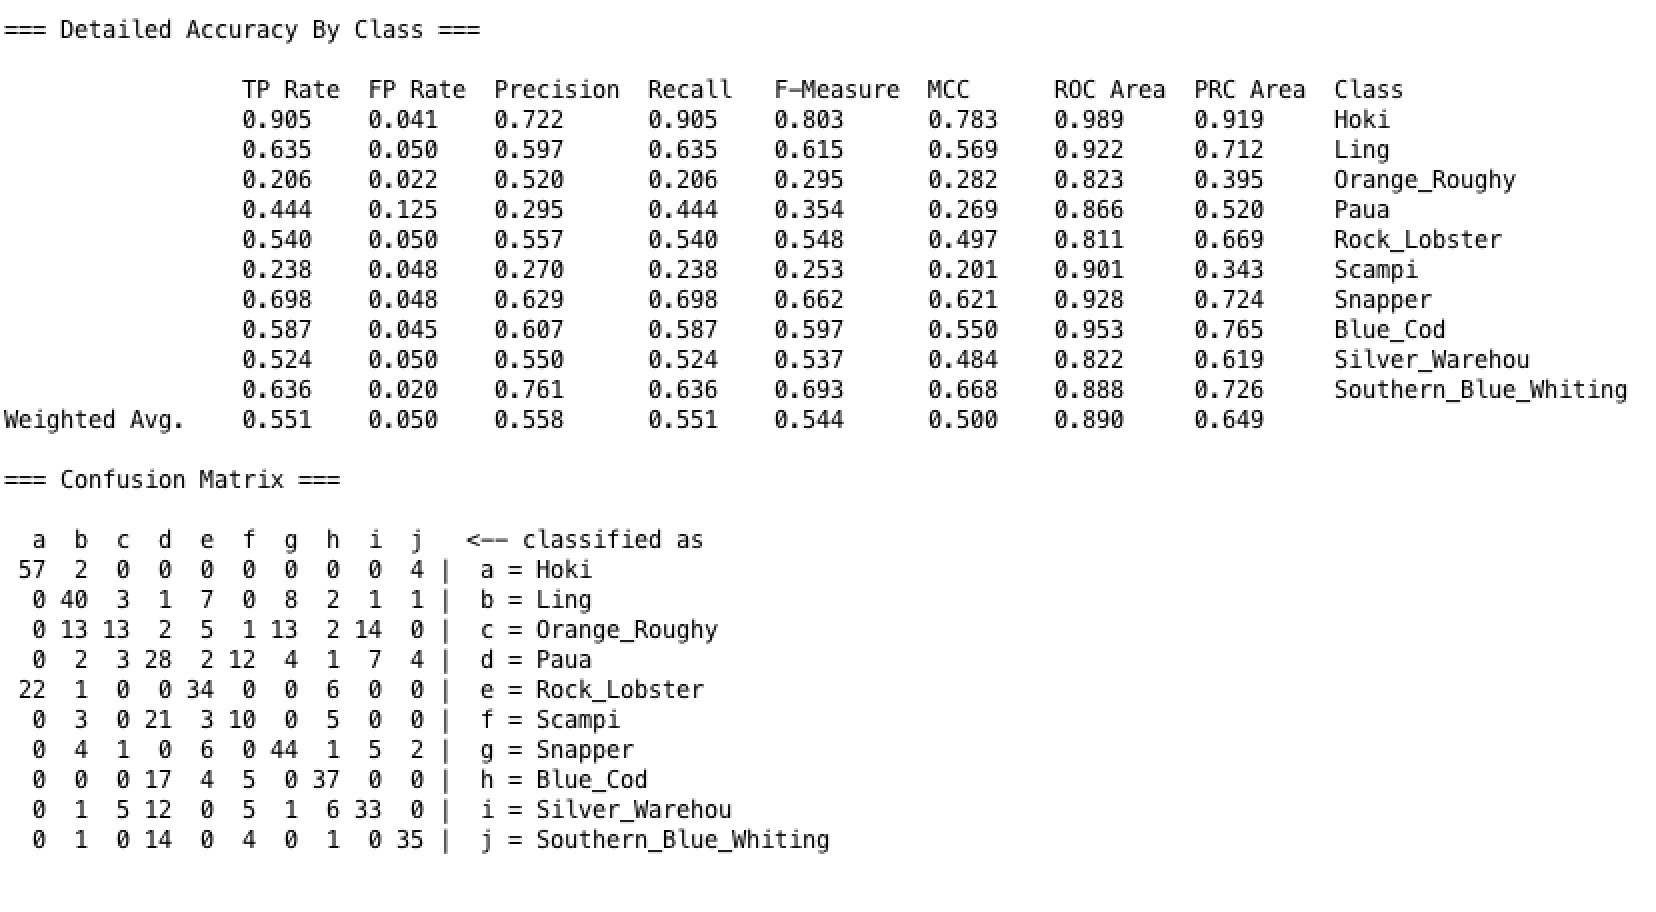 === Detailed Accuracy By Class ===
TP Rate  FP Rate  Precision  Recall   F-Measure  MCC      ROC Area  PRC Area  Class
0.905    0.041    0.722      0.905    0.803      0.783    0.989     0.919     Hoki
0.635    0.050    0.597      0.635    0.615      0.569    0.922     0.712     Ling
0.206    0.022    0.520      0.206    0.295      0.282    0.823     0.395     Orange_Roughy
0.444    0.125    0.295      0.444    0.354      0.269    0.866     0.520     Paua
0.540    0.050    0.557      0.540    0.548      0.497    0.811     0.669     Rock_Lobster
0.238    0.048    0.270      0.238    0.253      0.201    0.901     0.343     Scampi
0.698    0.048    0.629      0.698    0.662      0.621    0.928     0.724     Snapper
0.587    0.045    0.607      0.587    0.597      0.550    0.953     0.765     Blue_Cod
0.524    0.050    0.550      0.524    0.537      0.484    0.822     0.619     Silver_Warehou
0.636    0.020    0.761      0.636    0.693      0.668    0.888     0.726     Southern_Blue_Whiting
Weighted Avg.    0.551    0.050    0.558      0.551    0.544      0.500    0.890     0.649
=== Confusion Matrix ===
a  b  c  d  e  f  g  h  i  j   <-- classified as
57  2  0  0  0  0  0  0  0  4 |  a = Hoki
0 40  3  1  7  0  8  2  1  1 |  b = Ling
0 13 13  2  5  1 13  2 14  0 |  c = Orange_Roughy
0  2  3 28  2 12  4  1  7  4 |  d = Paua
22  1  0  0 34  0  0  6  0  0 |  e = Rock_Lobster
0  3  0 21  3 10  0  5  0  0 |  f = Scampi
0  4  1  0  6  0 44  1  5  2 |  g = Snapper
0  0  0 17  4  5  0 37  0  0 |  h = Blue_Cod
0  1  5 12  0  5  1  6 33  0 |  i = Silver_Warehou
0  1  0 14  0  4  0  1  0 35 |  j = Southern_Blue_Whiting